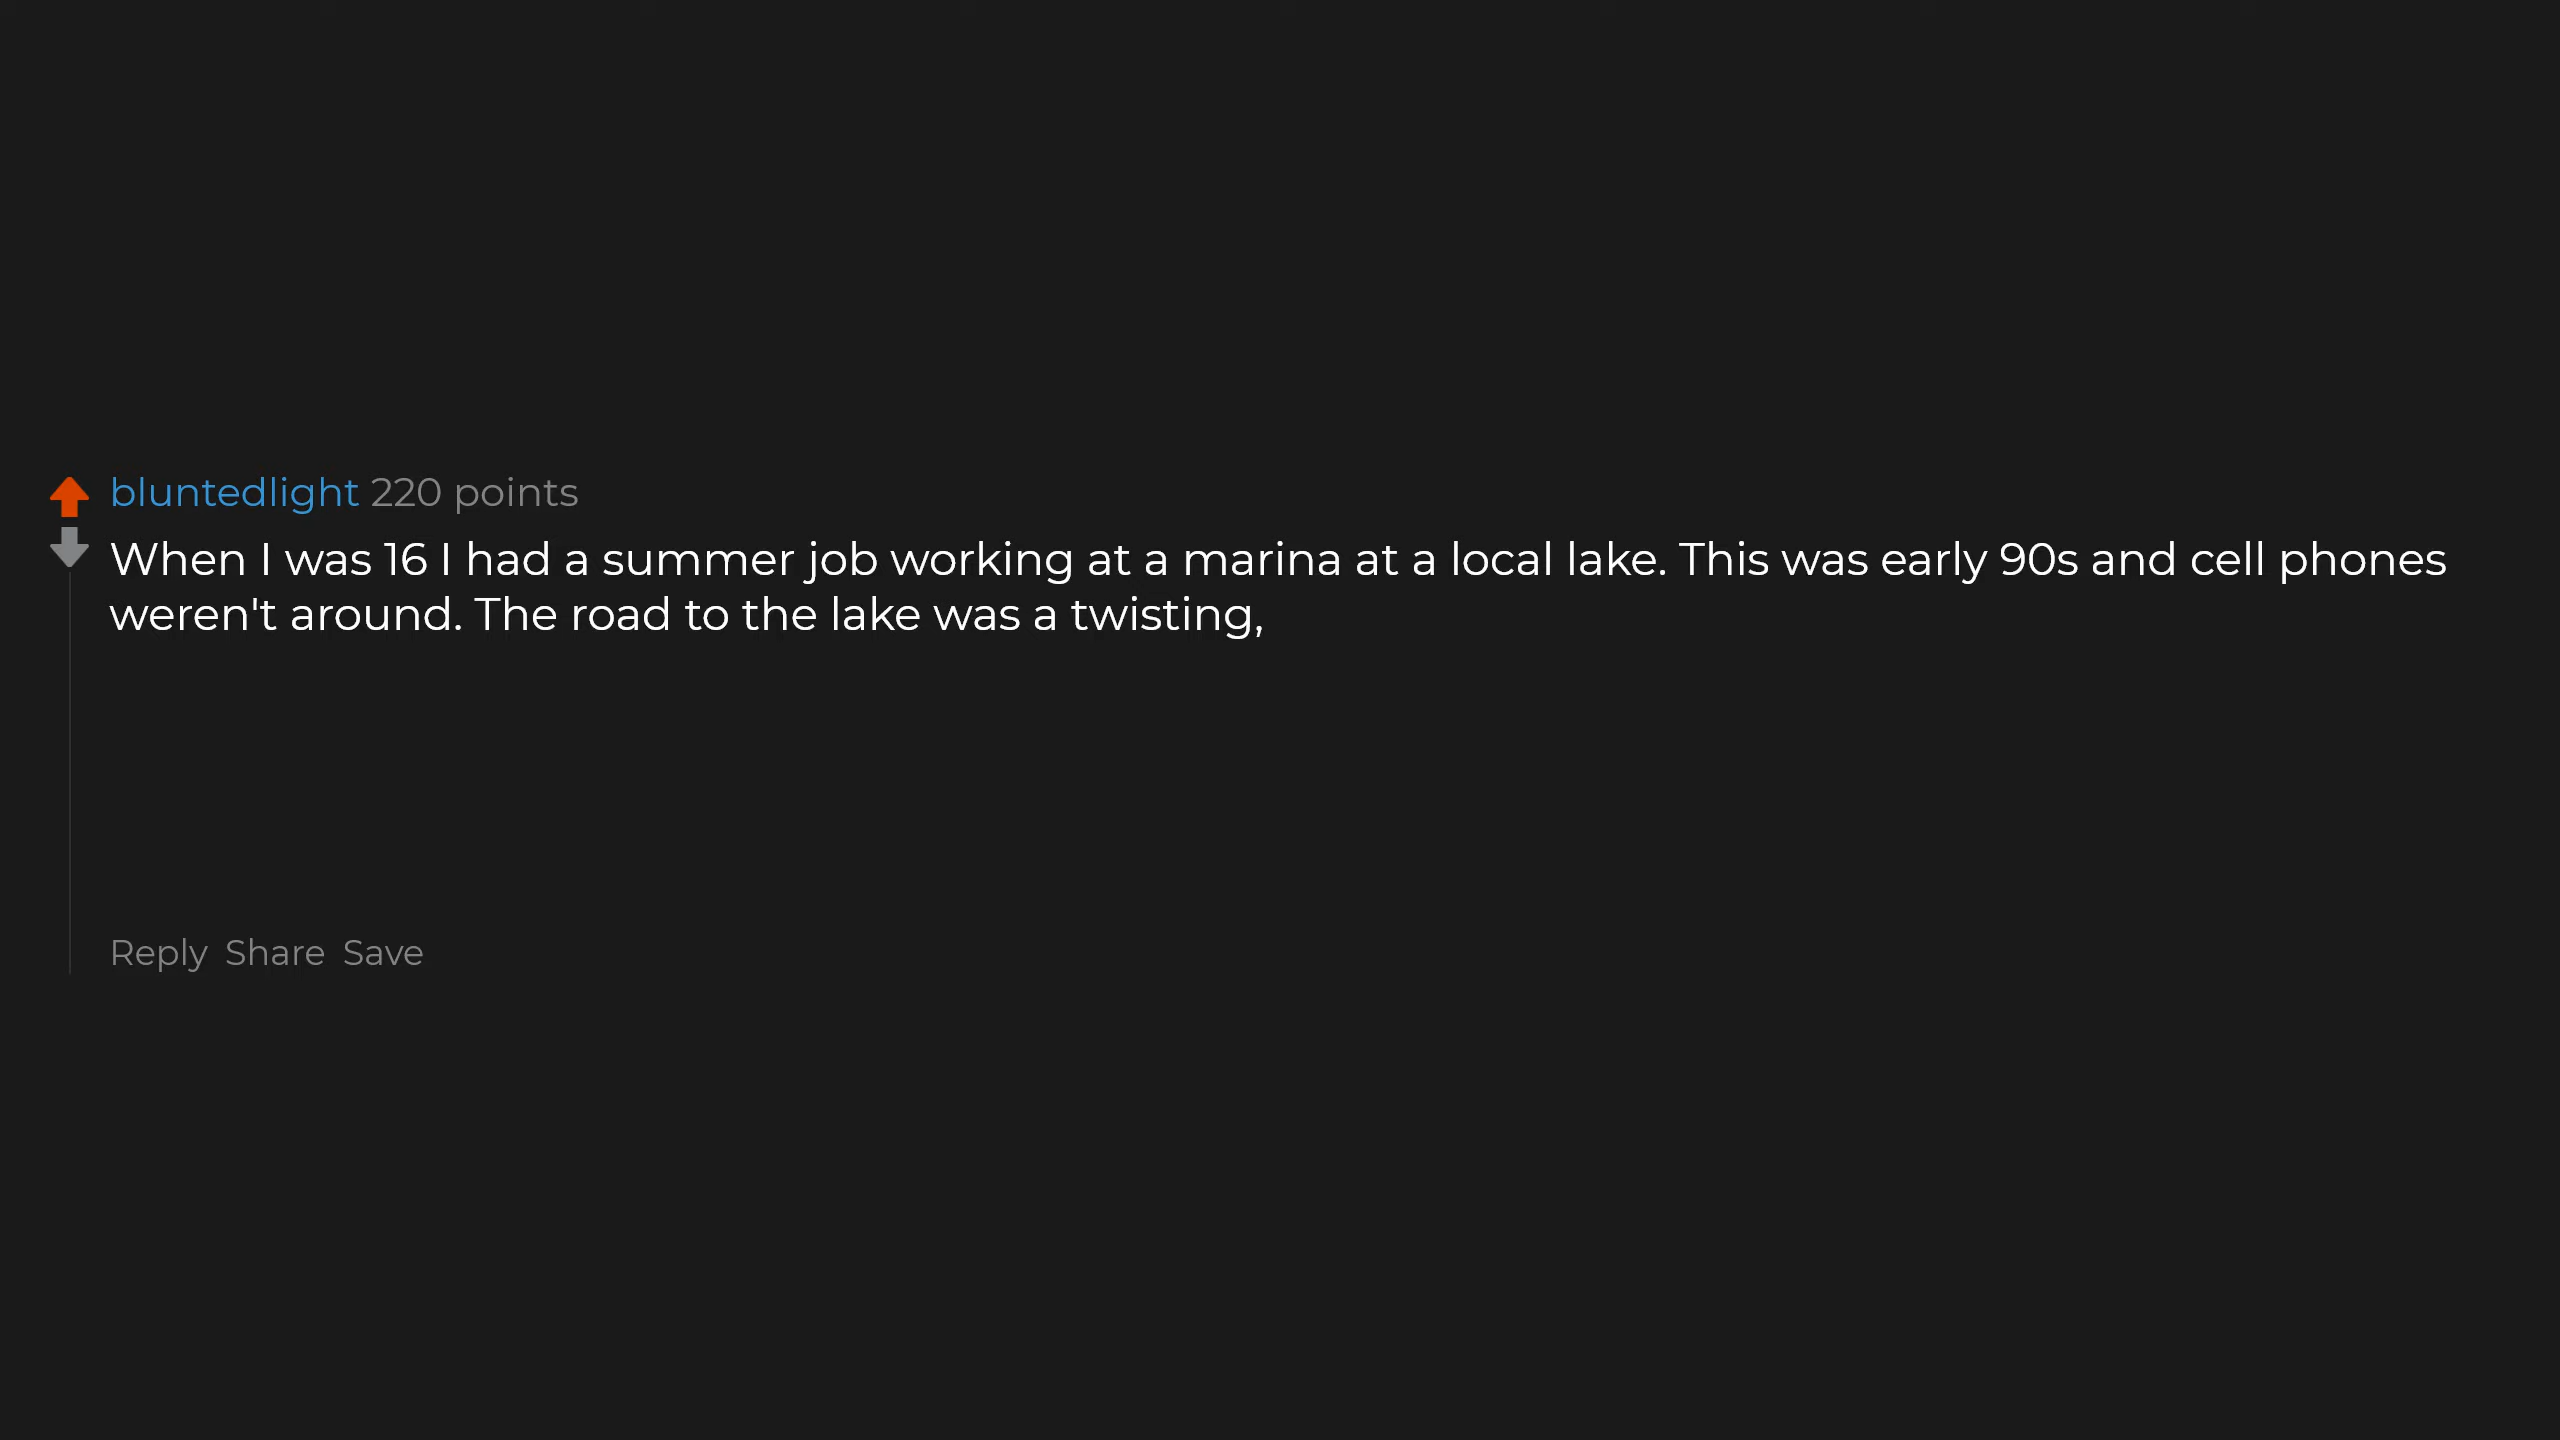 bluntedlight 220 points
When I was 16 I had a summer job working at a marina at a local lake. This was early 90s and cell phones
weren't around. The road to the lake was a twisting,
Reply Share Save